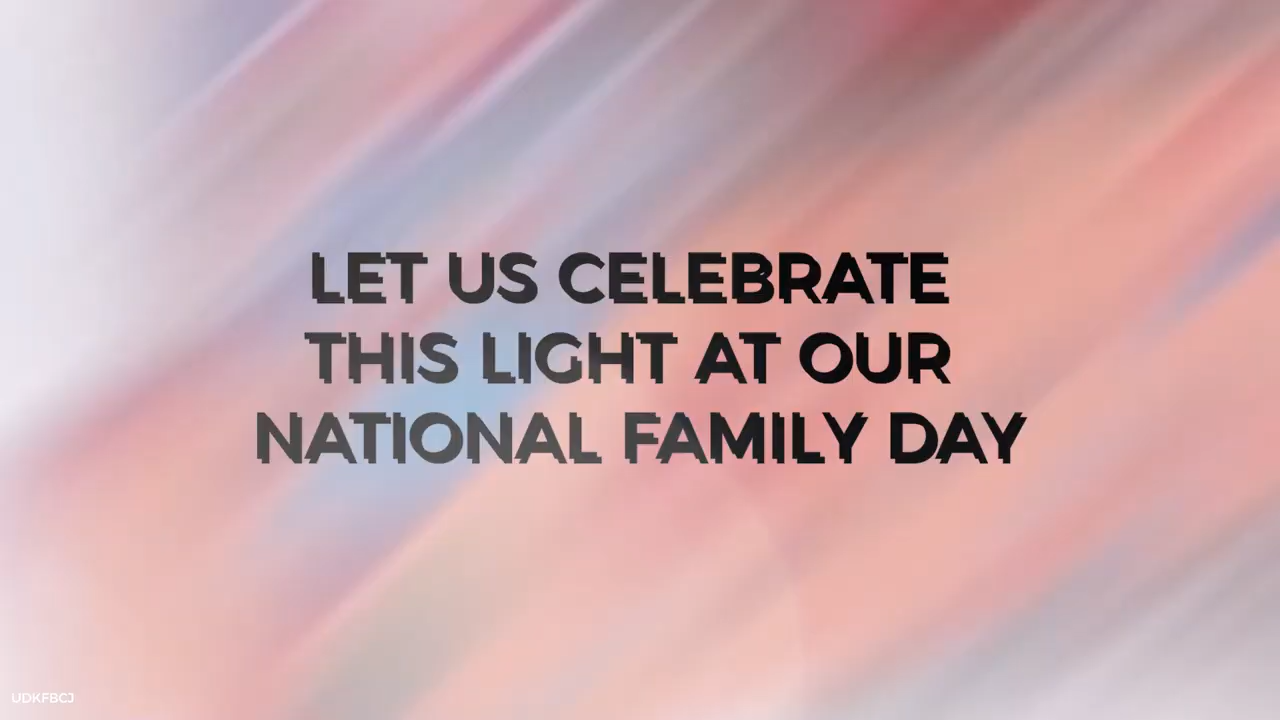 LET US CELEBRATE
THIS LIGHT AT OUR
NATIONAL FAMILY DAY
UDKFBCJ